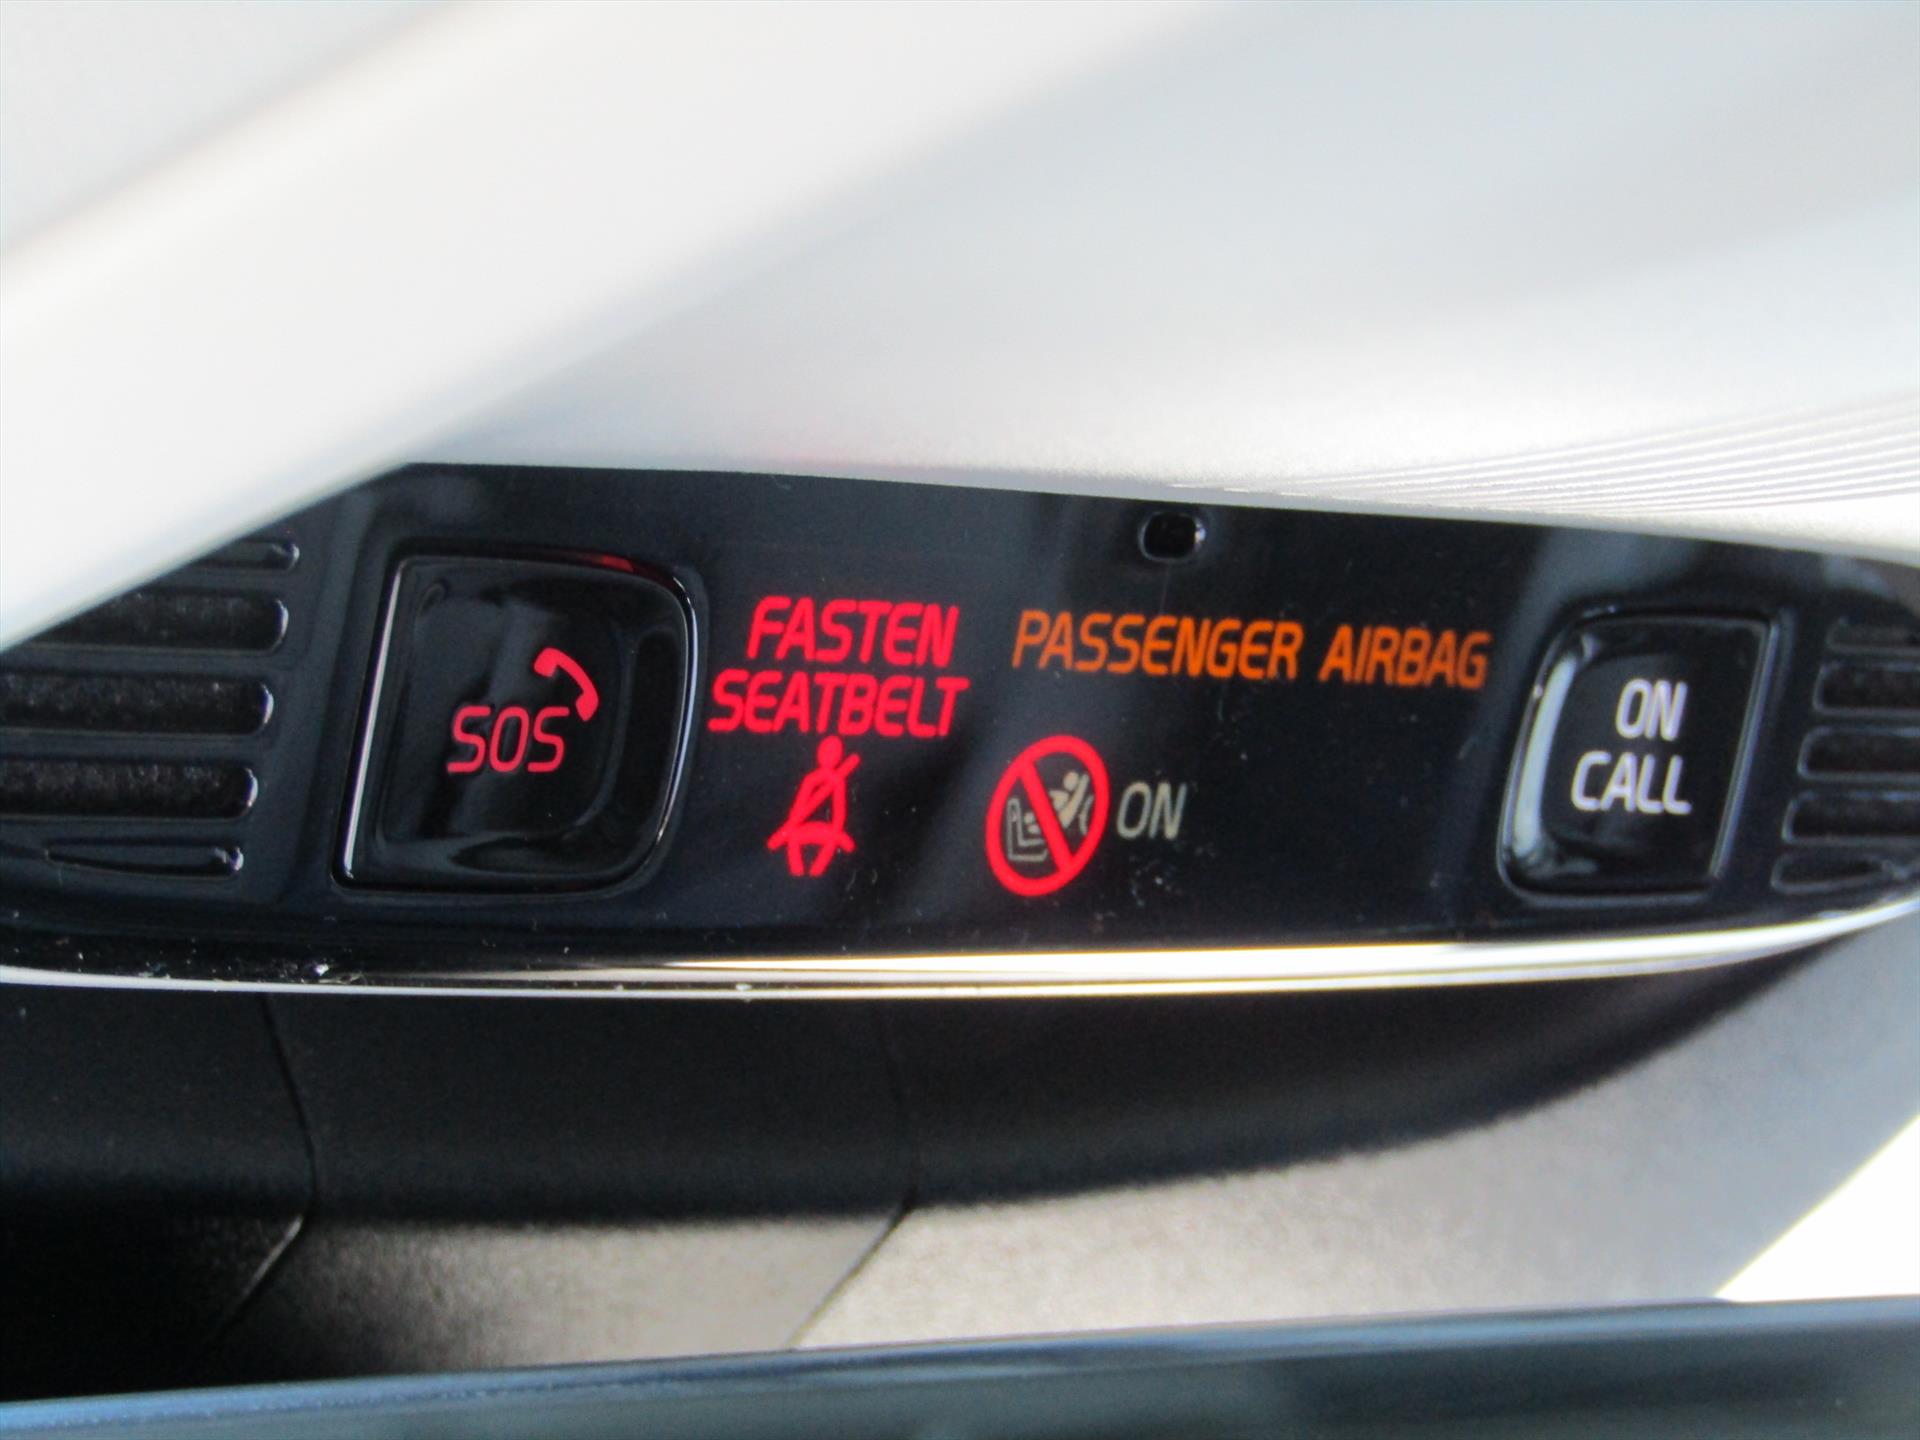 SOS
FASTEN
SEATBELT
PASSENGER AIRBAG
ON
ON
CALL